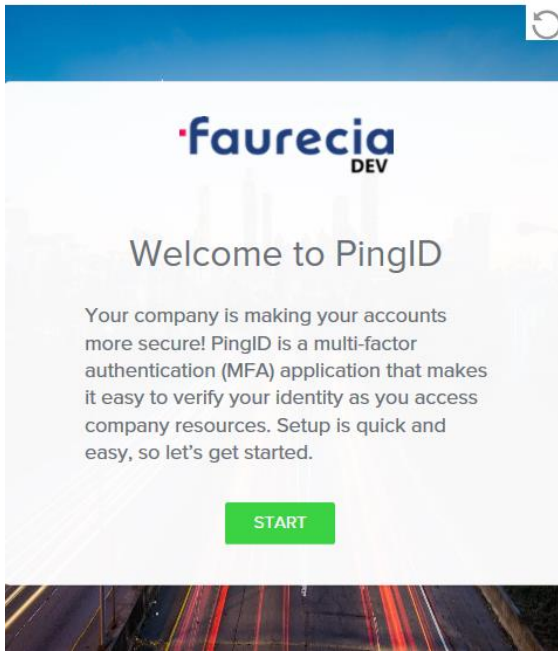 faurecia
DEV
Welcome to PingID
Your company is making your accounts
more secure! PingID is a multi-factor
authentication (MFA) application that makes
it easy to verify your identity as you access
company resources. Setup is quick and
easy, so let's get started.
START